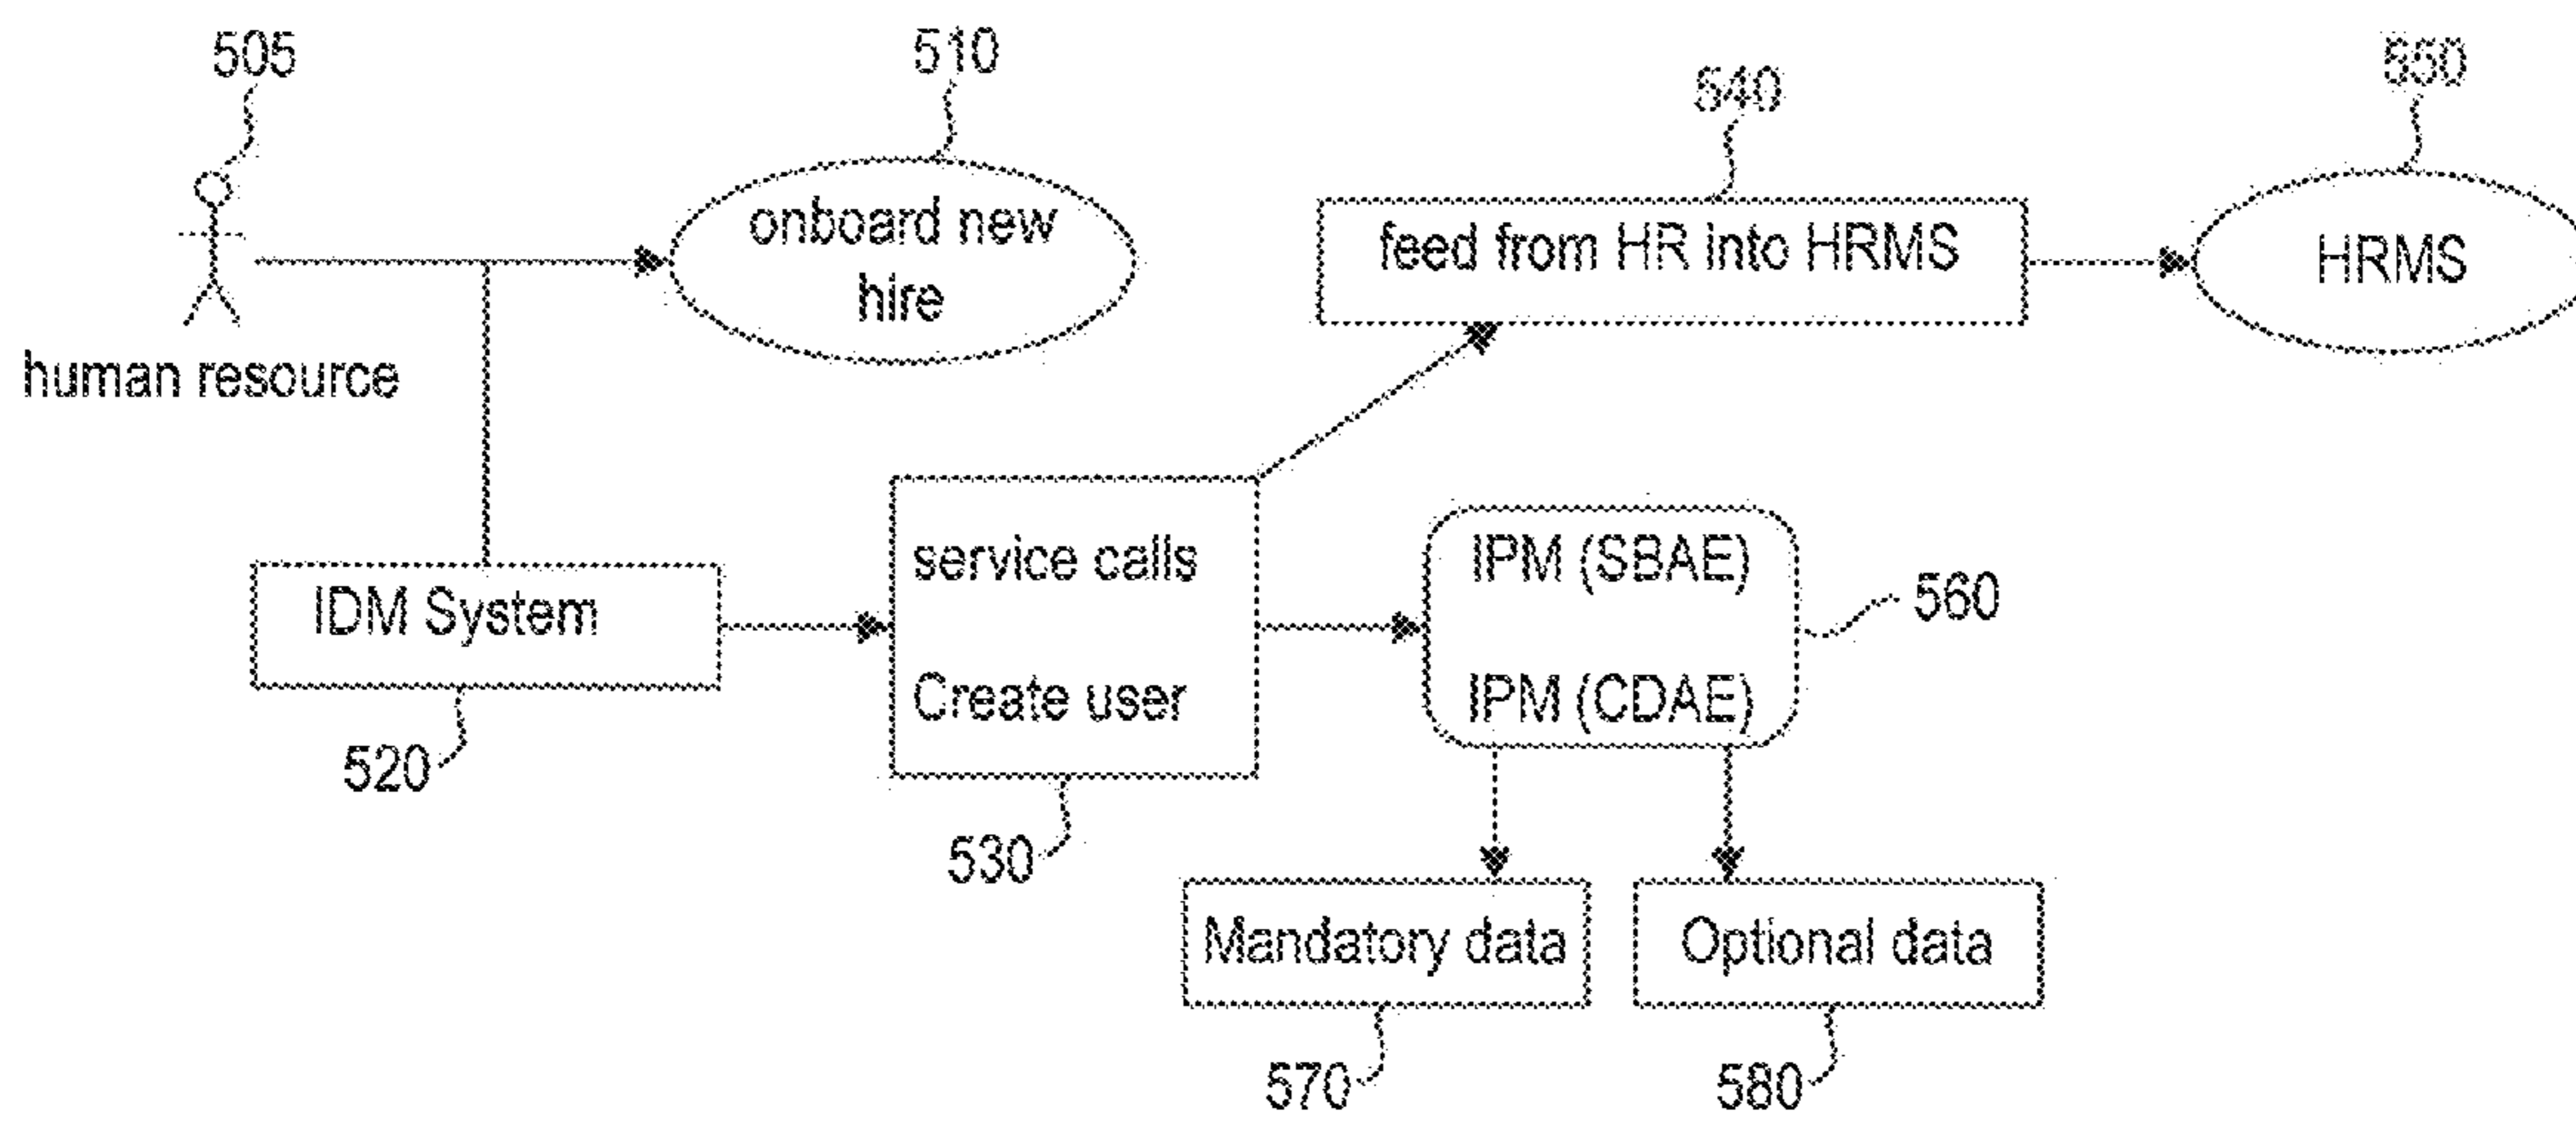 505
510
540
550
onboard new
hire
feed from HR into HRMS
HRMS
human resource
service calls
Create user
IPM (SBAE)
IPM (CDAE)
560
IDM System
520
530
Mandatory data
Optional data
570
580